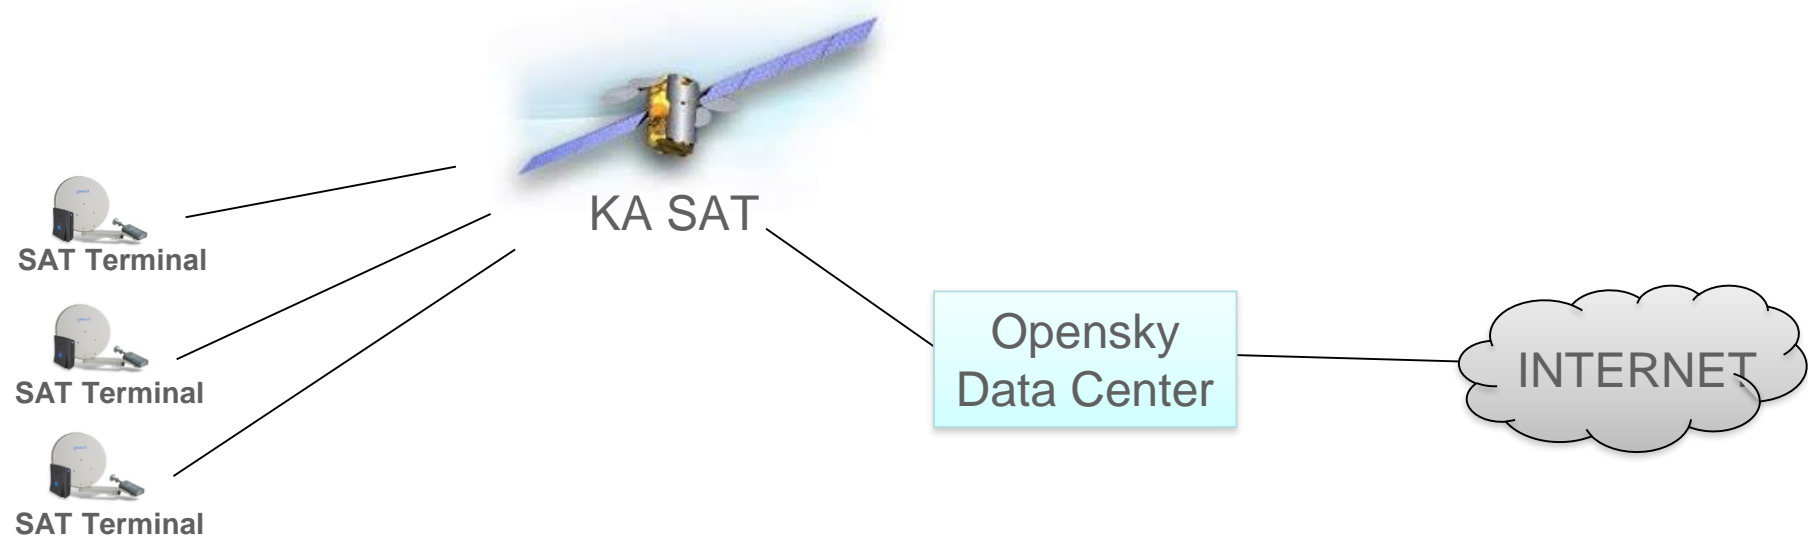 KA SAT
SAT Terminal
SAT Terminal
SAT Terminal
Opensky
Data Center
INTERNET